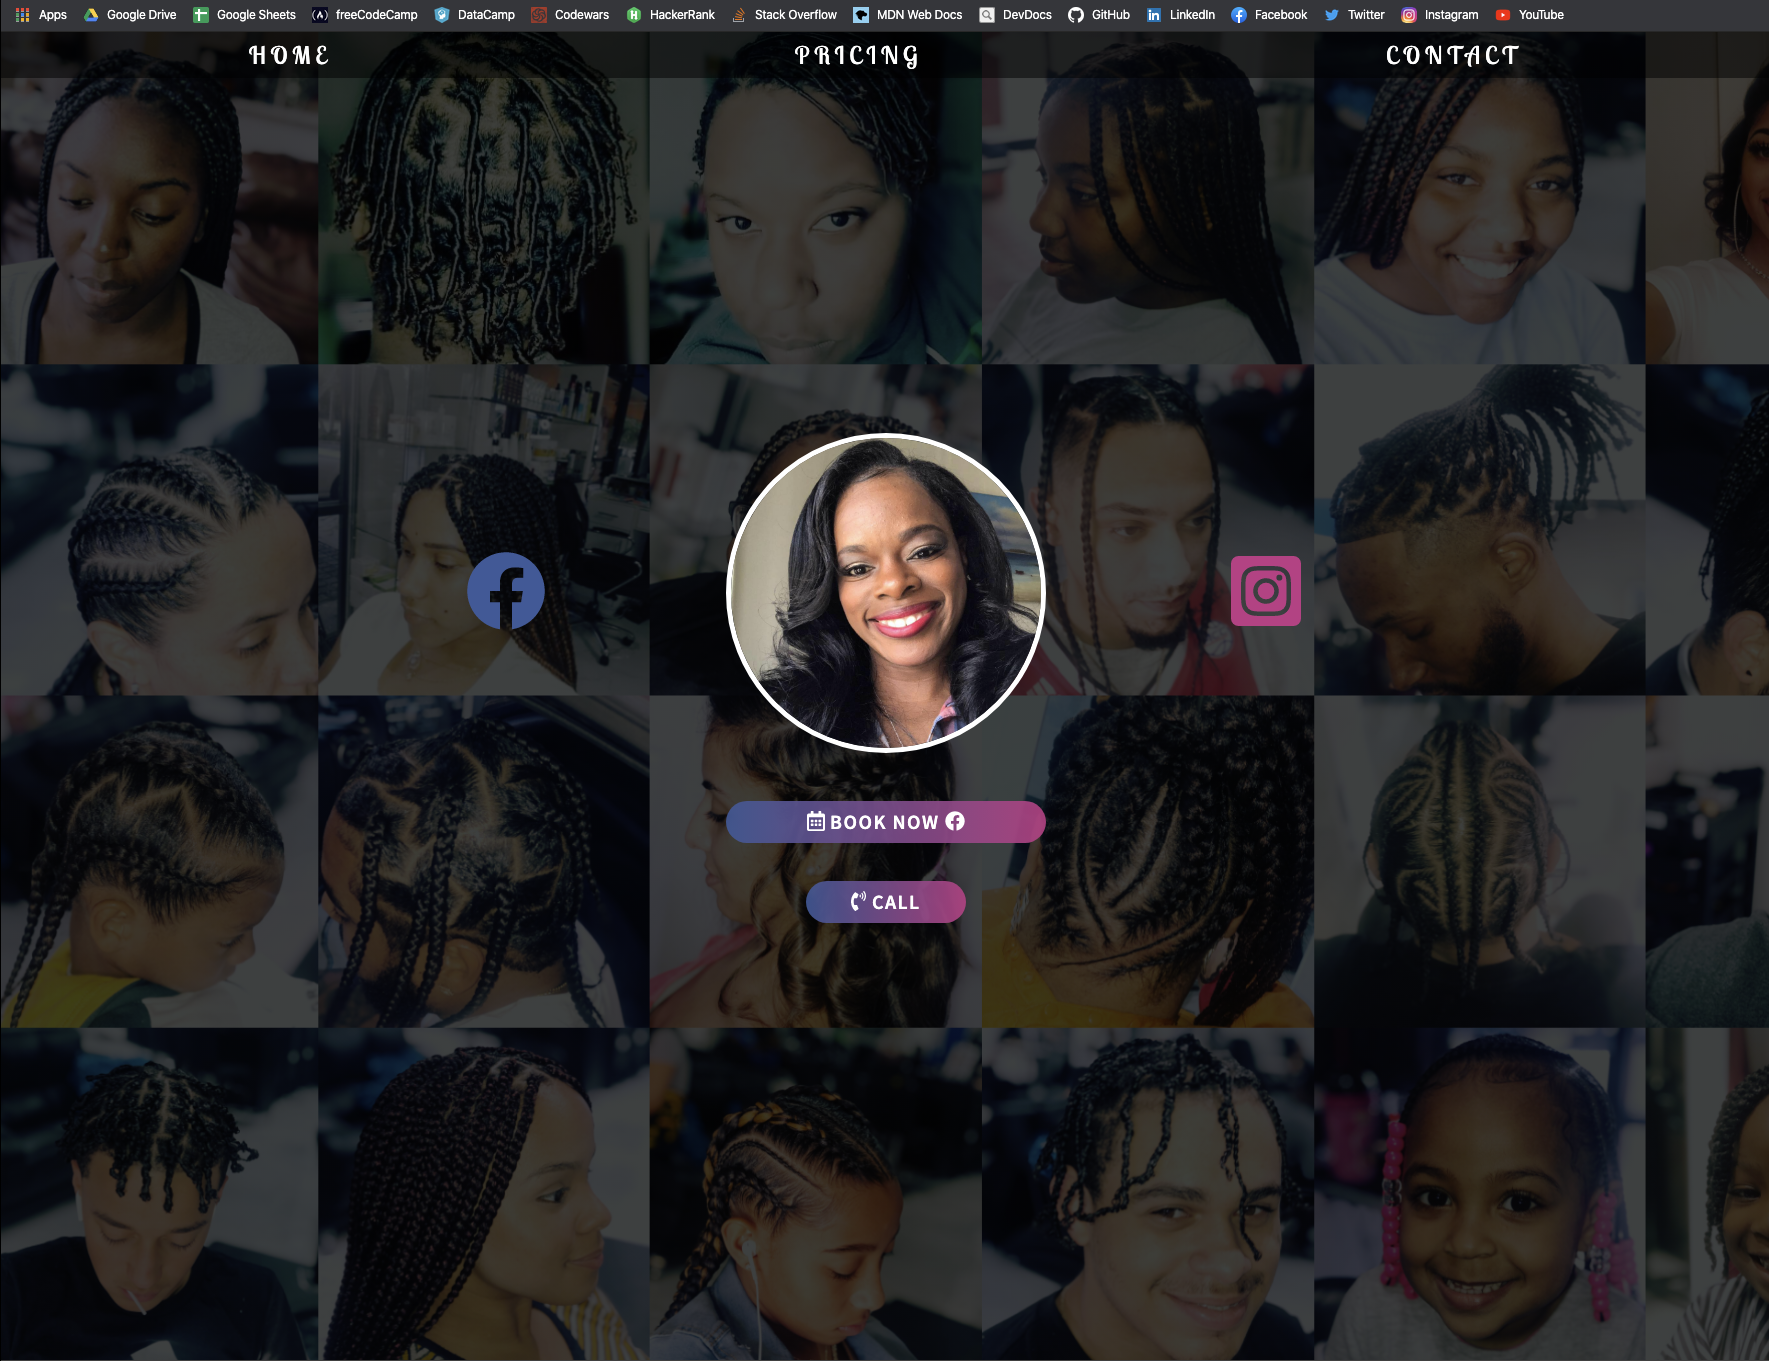 Apps Google Drive Google Sheets freeCodeCamp DataCamp Codewars HackerRank Stack Overflow MDN Web Docs DevDocs GitHub LinkedIn Facebook Twitter Instagram YouTube
HOME PRICING CONTACT
BOOK NOW
CALL